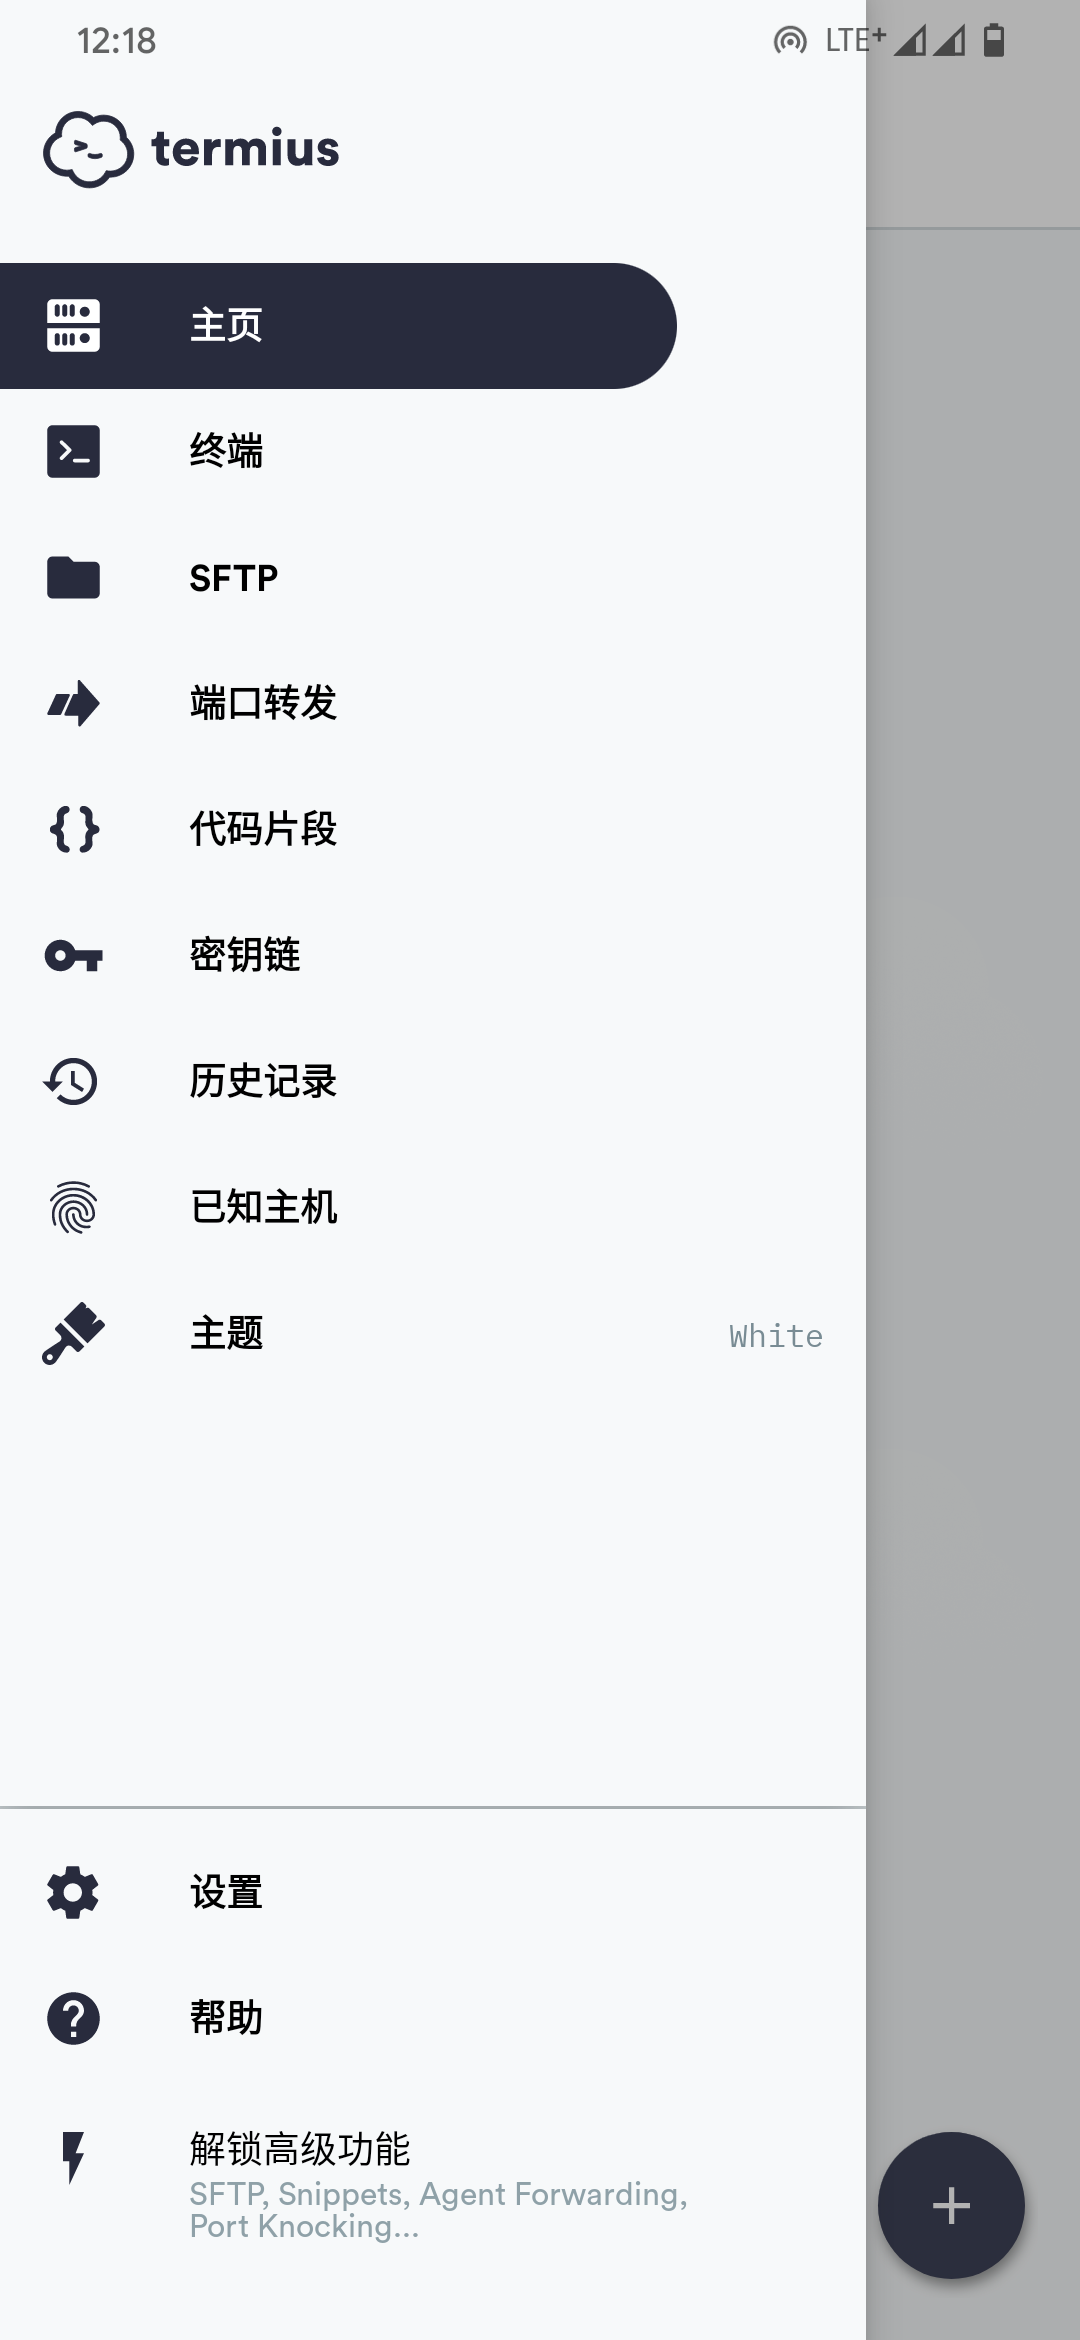 12:18
LTE+
termius
主页
终端
SFTP
端口转发
代码片段
密钥链
历史记录
已知主机
主题
White
设置
帮助
解锁高级功能
SFTP, Snippets, Agent Forwarding,
Port Knocking...